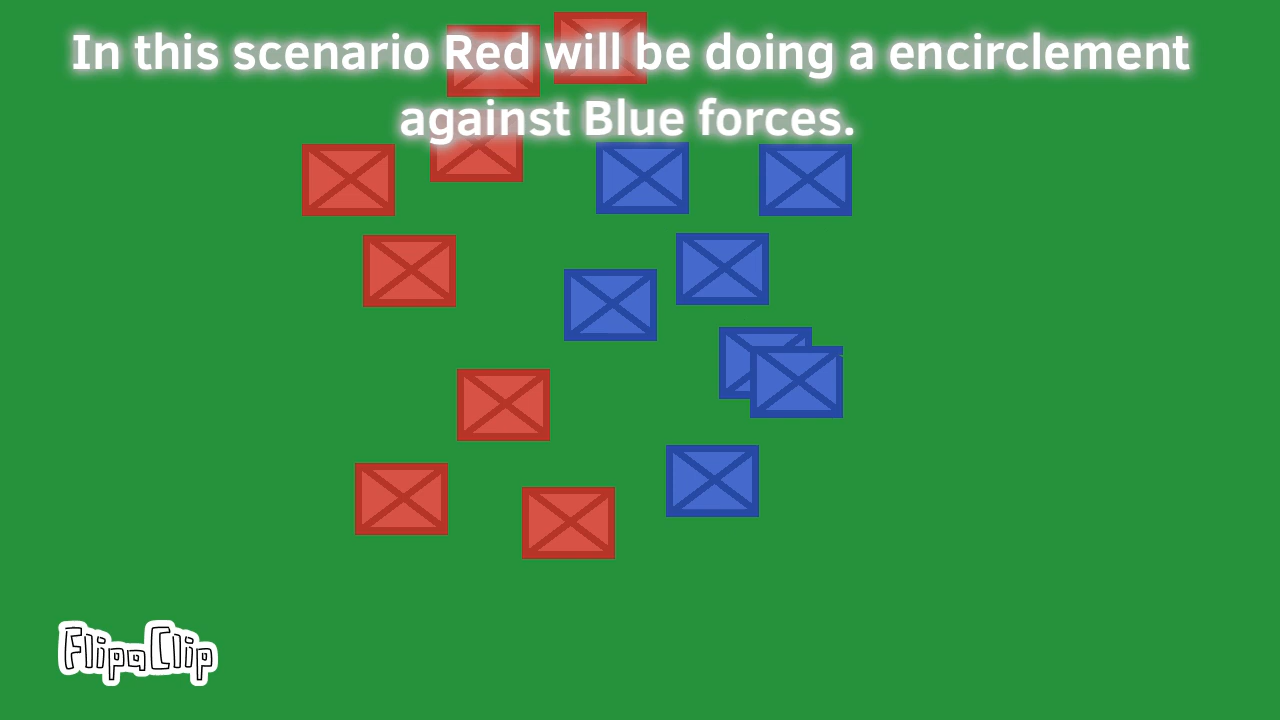 In this scenario Red will be doing a encirclement
against Blue forces.
FlipaClip